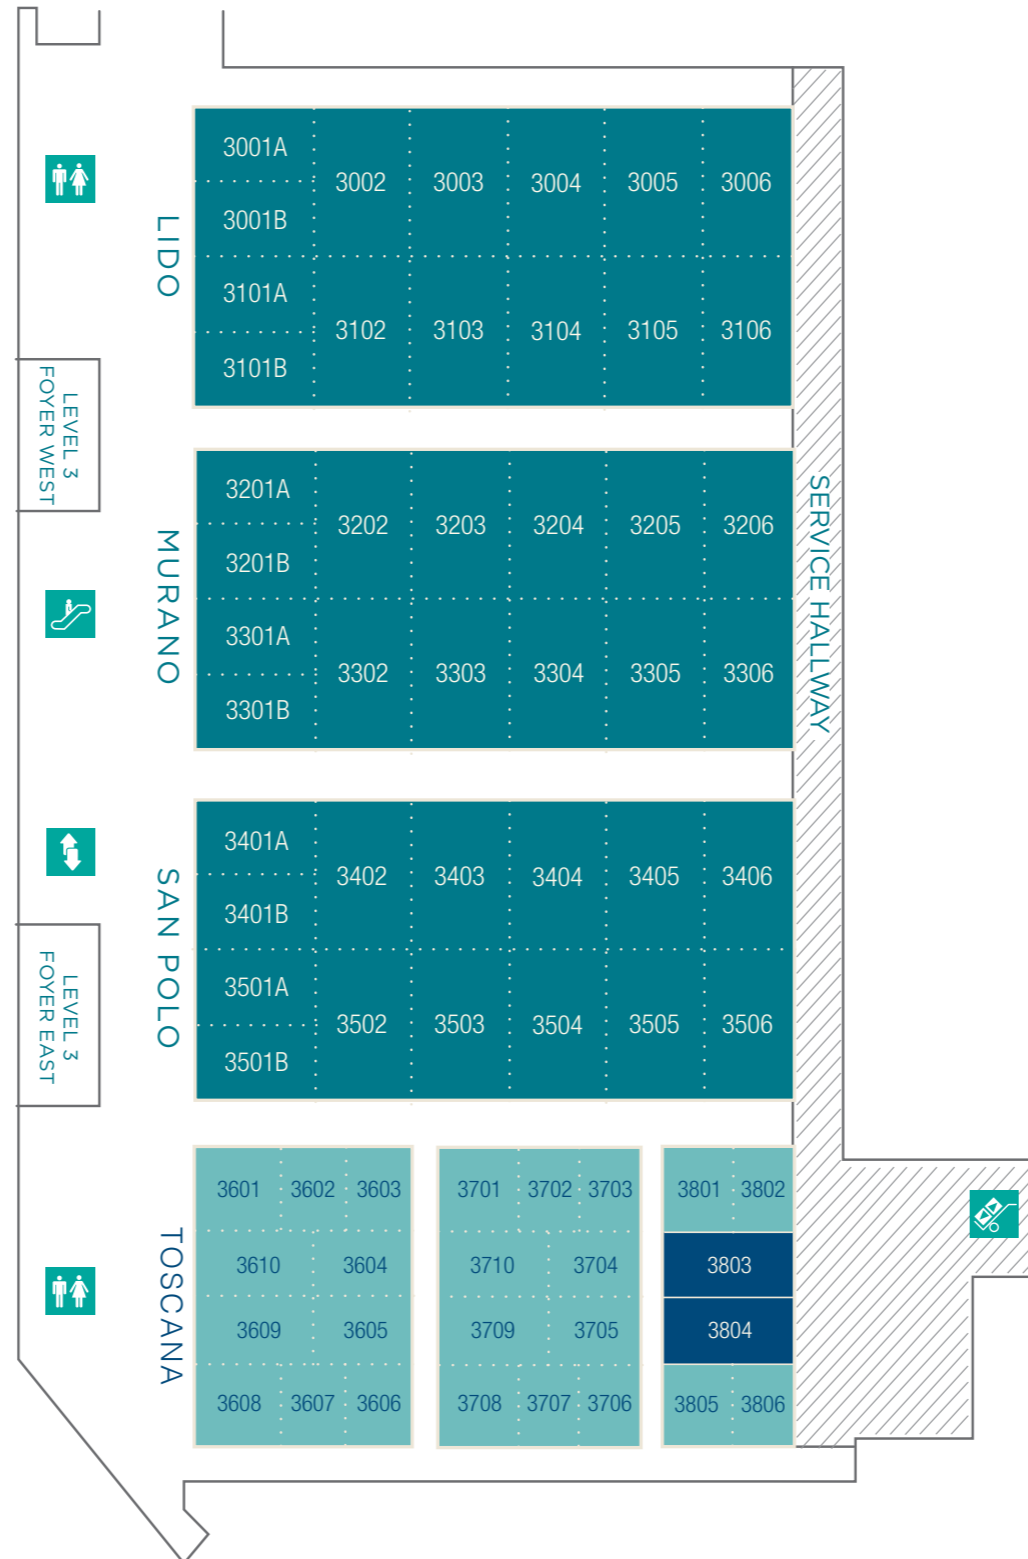 LIDO
3001A
3001B
3002
3003
3004
3005
3006
3101A
3101B
3102
3103
3104
3105
3106
LEVEL 3
FOYER WEST
MURANO
3201A
3201B
3202
3203
3204
3205
3206
3301A
3301B
3302
3303
3304
3305
3306
SERVICE HALLWAY
SAN POLO
3401A
3401B
3402
3403
3404
3405
3406
3501A
3501B
3502
3503
3504
3505
3506
LEVEL 3
FOYER EAST
TOSCANA
3601 3602 3603
3610 3604
3609 3605
3608 3607 3606
3701 3702 3703
3710 3704
3709 3705
3708 3707 3706
3801 3802
3803
3804
3805 3806